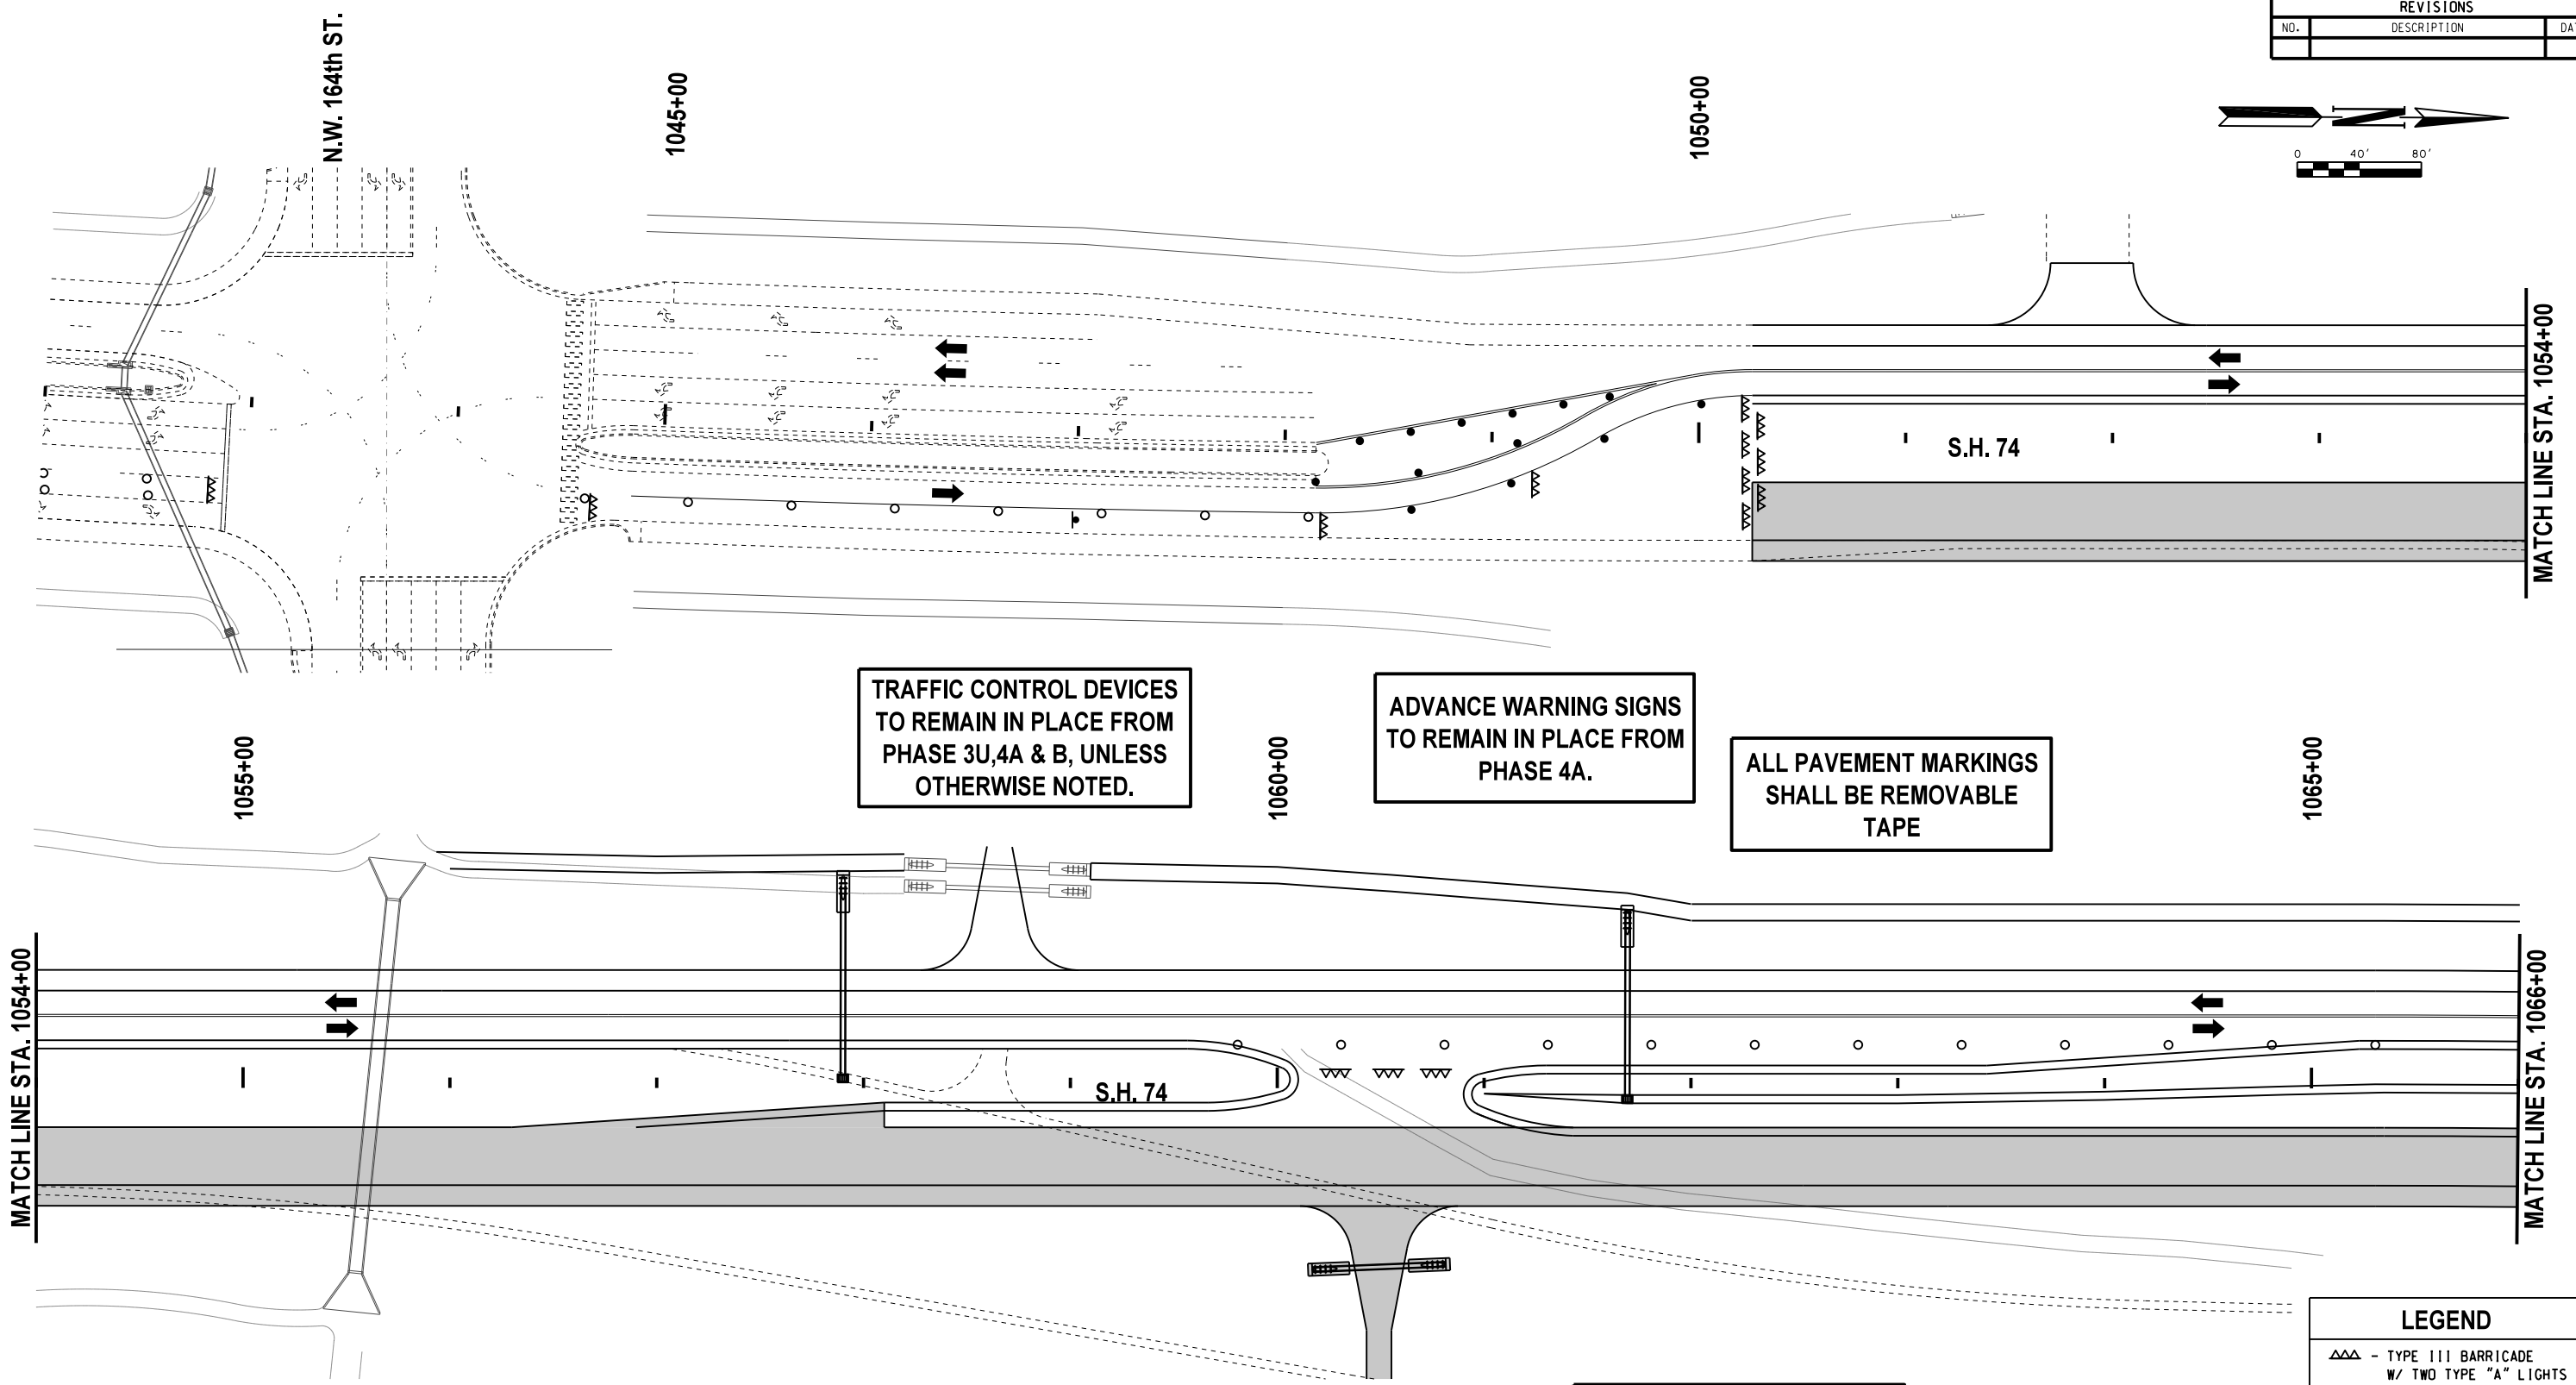 REVISIONS
NO. DESCRIPTION
N.W. 164th ST.
1045+00
1050+00
N
0 40' 80'
S.H. 74
MATCH LINE STA. 1054+00
TRAFFIC CONTROL DEVICES
TO REMAIN IN PLACE FROM
PHASE 3U,4A & B, UNLESS
OTHERWISE NOTED.
ADVANCE WARNING SIGNS
TO REMAIN IN PLACE FROM
PHASE 4A.
ALL PAVEMENT MARKINGS
SHALL BE REMOVABLE
TAPE
1055+00
1060+00
1065+00
MATCH LINE STA. 1054+00
S.H. 74
MATCH LINE STA. 1066+00
LEGEND
- TYPE III BARRICADE
W/ TWO TYPE "A" LIGHTS